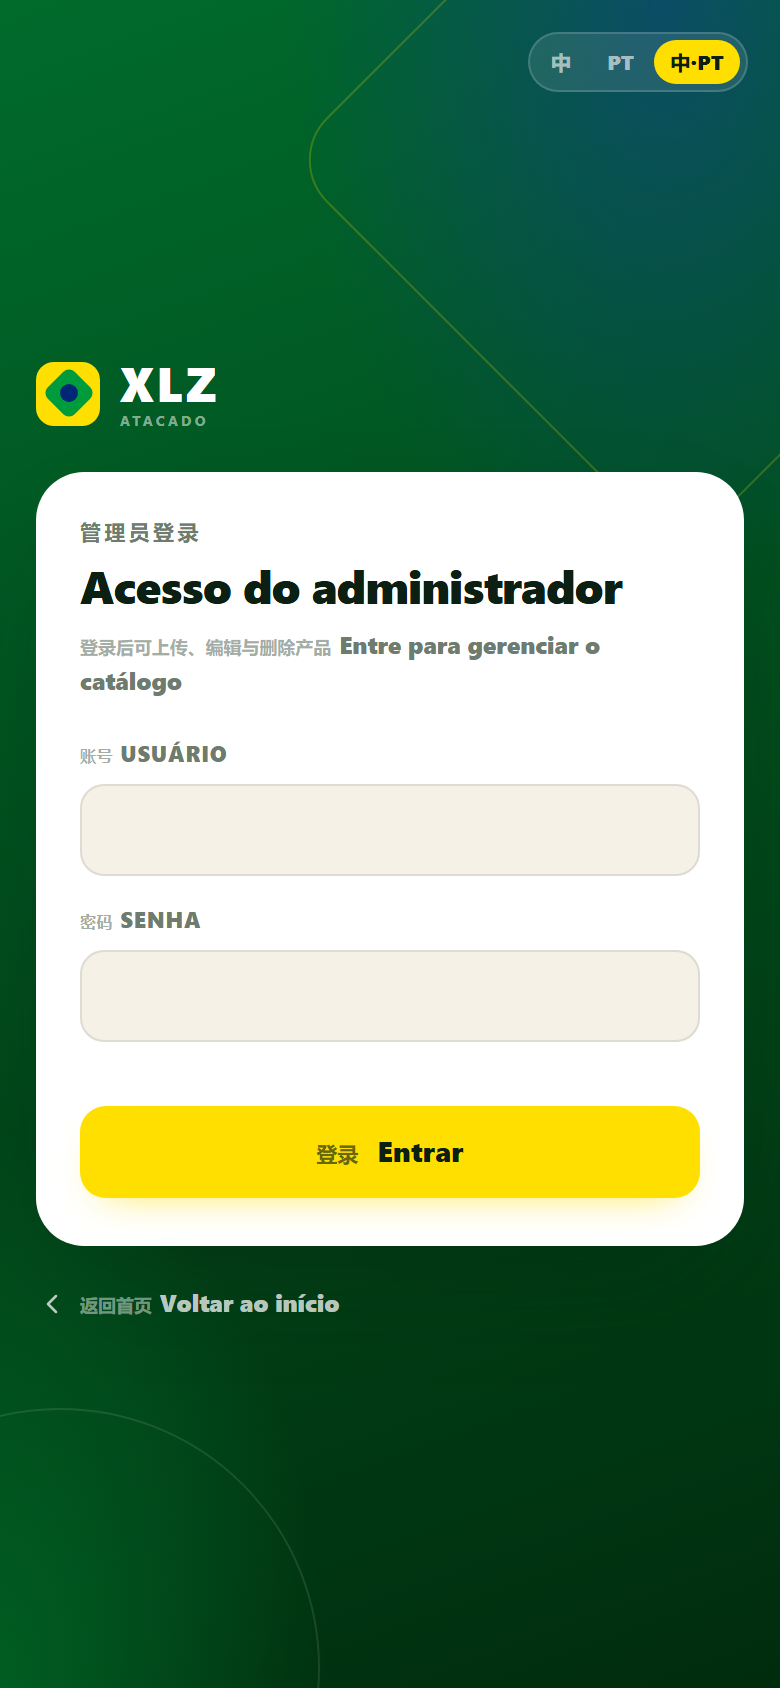 中 PT 中·PT
XLZ
ATACADO
管理员登录
Acesso do administrador
登录后可上传、编辑与删除产品 Entre para gerenciar o
catálogo
账号 USUÁRIO
密码 SENHA
登录 Entrar
返回首页 Voltar ao início